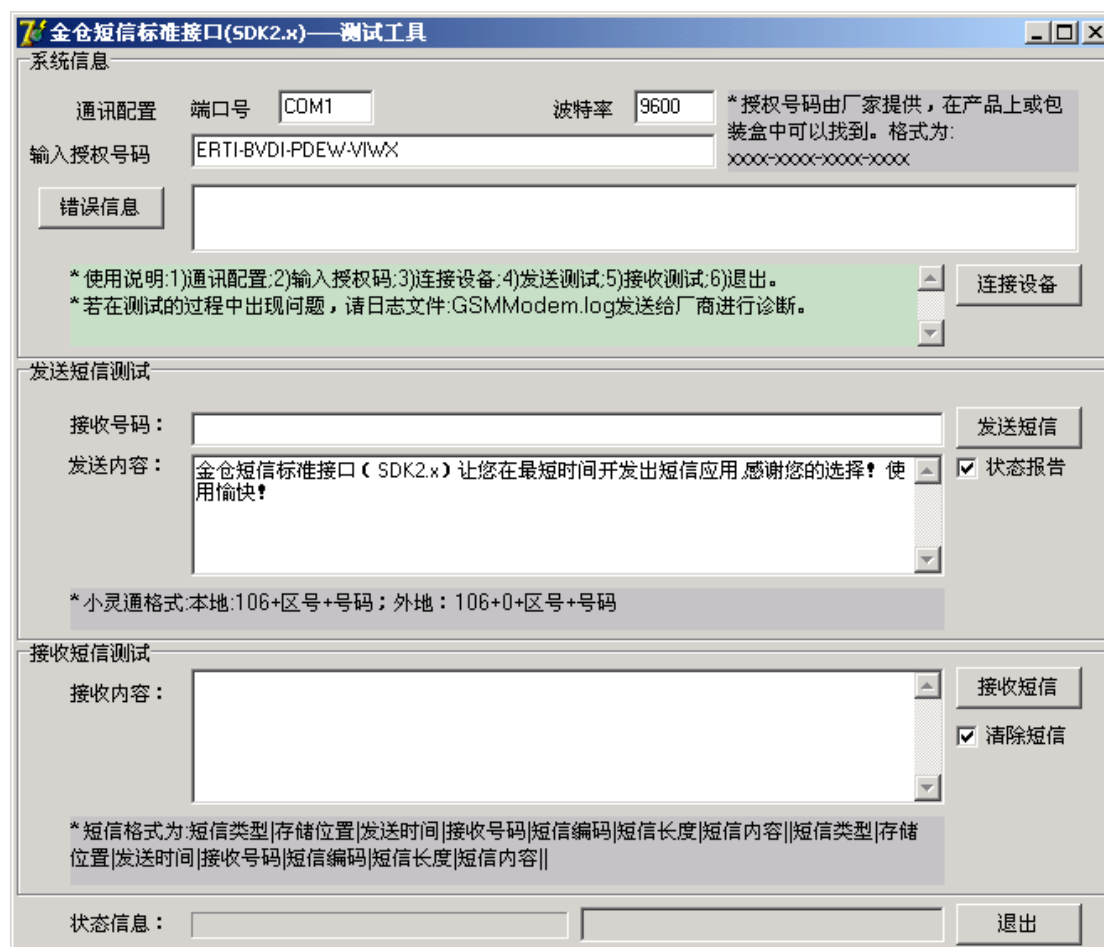 金仓短信标准接口(SDK2.x)——测试工具
系统信息
通讯配置 端口号 COM1 波特率 9600
*授权号码由厂家提供，在产品上或包
装盒中可以找到。格式为:
xxxx-xxxx-xxxx-xxxx
输入授权号码 ERTI-BVDI-PDEW-VIWX
错误信息
*使用说明:1)通讯配置;2)输入授权码;3)连接设备;4)发送测试;5)接收测试;6)退出。
*若在测试的过程中出现问题，请日志文件:GSMModem.log发送给厂商进行诊断。
连接设备
发送短信测试
接收号码：
发送短信
发送内容：
金仓短信标准接口（SDK2.x）让您在最短时间开发出短信应用,感谢您的选择！使
用愉快！
状态报告
*小灵通格式:本地:106+区号+号码；外地：106+0+区号+号码
接收短信测试
接收内容：
接收短信
清除短信
*短信格式为:短信类型|存储位置|发送时间|接收号码|短信编码|短信长度|短信内容||短信类型|存储
位置|发送时间|接收号码|短信编码|短信长度|短信内容||
状态信息：
退出